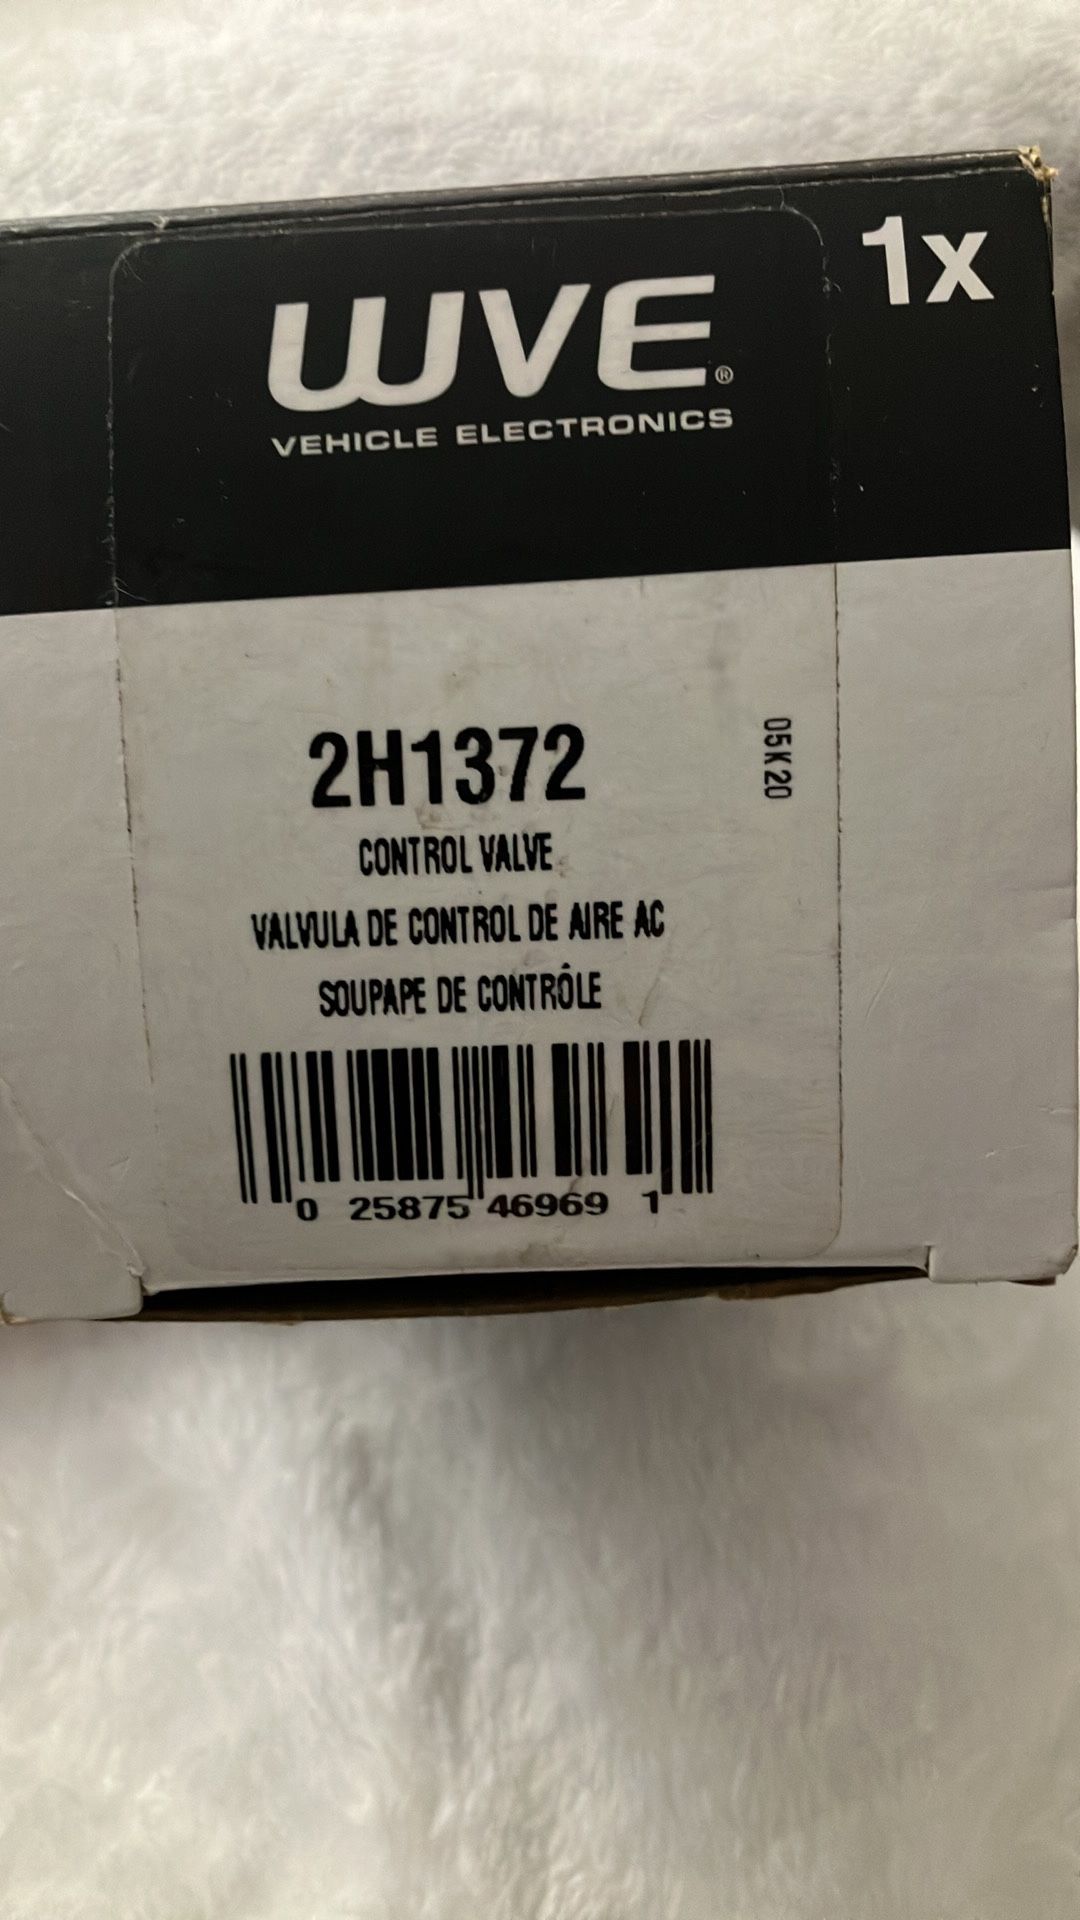 1x
WVE®
VEHICLE ELECTRONICS
2H1372
05K20
CONTROL VALVE
VALVULA DE CONTROL DE AIRE AC
SOUPAPE DE CONTRÔLE
0 25875 46969 1